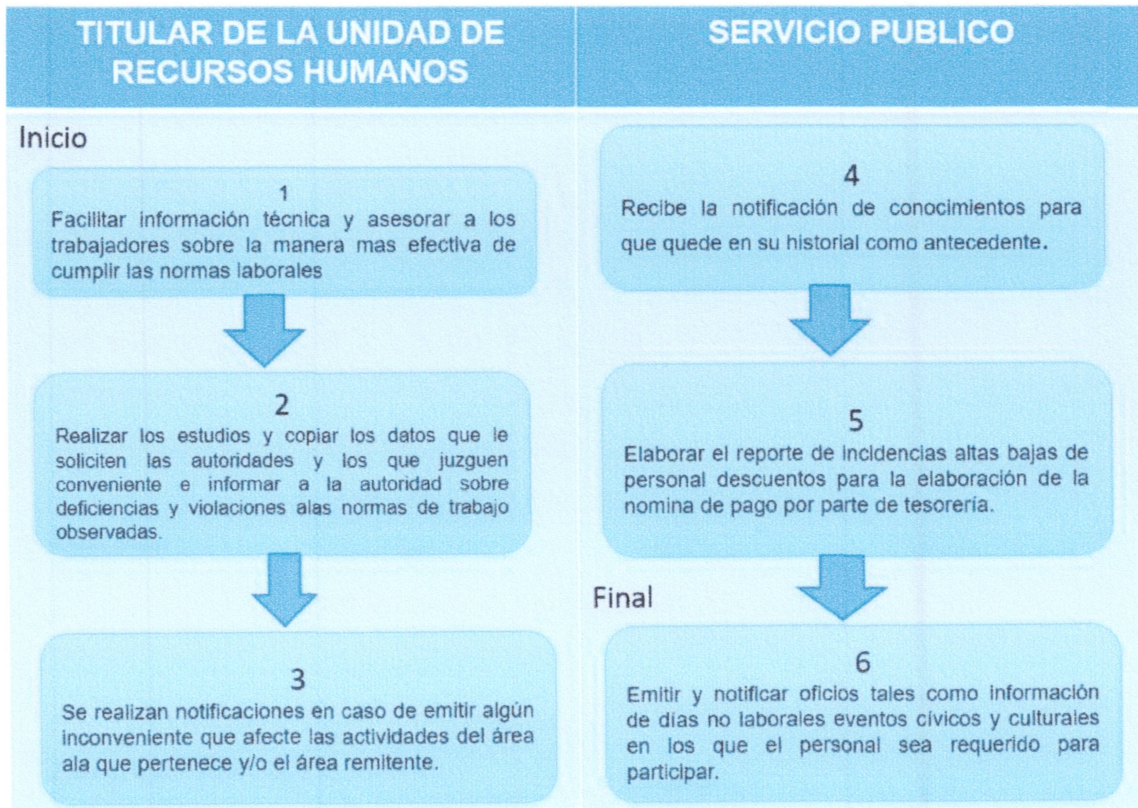 TITULAR DE LA UNIDAD DE
RECURSOS HUMANOS
SERVICIO PUBLICO
Inicio
1
Facilitar información técnica y asesorar a los
trabajadores sobre la manera mas efectiva de
cumplir las normas laborales
2
Realizar los estudios y copiar los datos que le
soliciten las autoridades y los que juzguen
conveniente e informar a la autoridad sobre
deficiencias y violaciones alas normas de trabajo
observadas.
3
Se realizan notificaciones en caso de emitir algún
inconveniente que afecte las actividades del área
ala que pertenece y/o el área remitente.
4
Recibe la notificación de conocimientos para
que quede en su historial como antecedente.
5
Elaborar el reporte de incidencias altas bajas de
personal descuentos para la elaboración de la
nomina de pago por parte de tesorería.
Final
6
Emitir y notificar oficios tales como información
de días no laborales eventos cívicos y culturales
en los que el personal sea requerido para
participar.